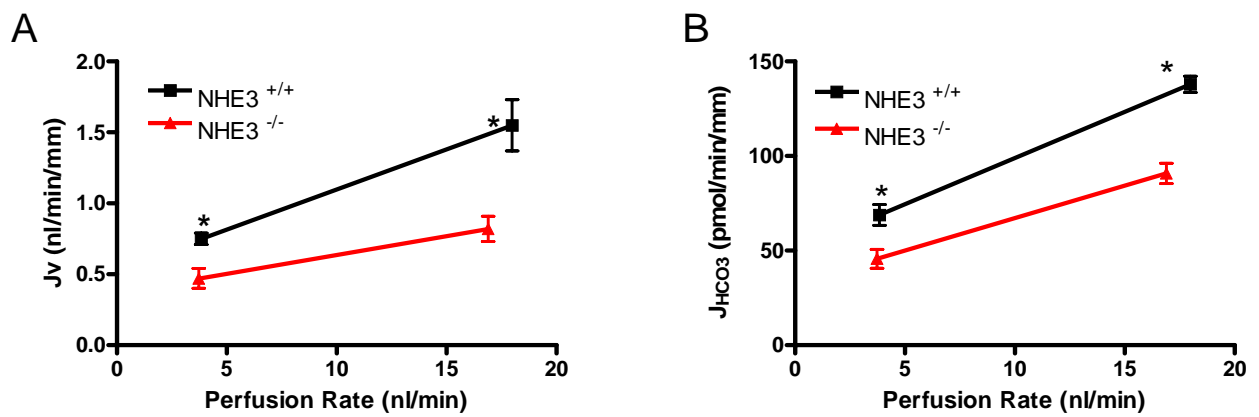 A
Jv (nl/min/mm)
2.0
1.5
1.0
0.5
0.0
NHE3 +/+
NHE3 -/-
*
*
0 5 10 15 20
Perfusion Rate (nl/min)
B
JHCO3 (pmol/min/mm)
150
100
50
0
NHE3 +/+
NHE3 -/-
*
*
0 5 10 15 20
Perfusion Rate (nl/min)